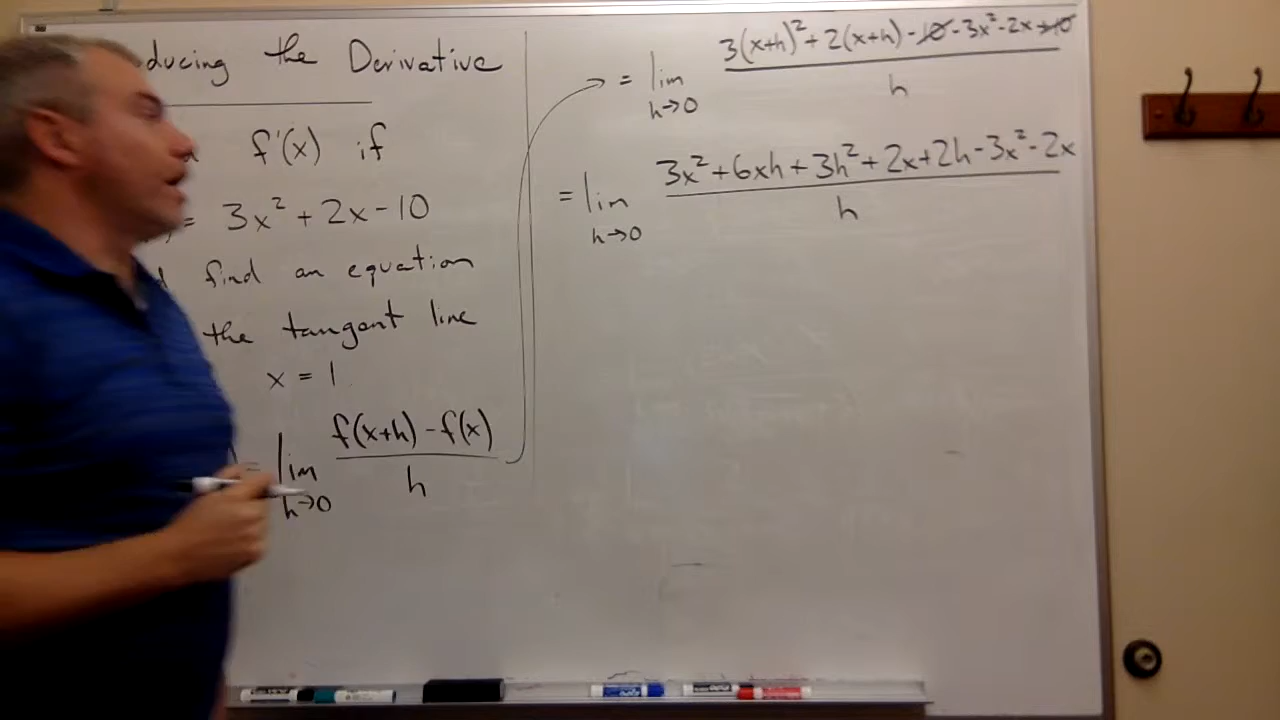 ducing the Derivative
f'(x) if
= 3x² + 2x - 10
find an equation
the tangent line
x = 1
= lim h→0 f(x+h) - f(x) / h
= lim h→0 3(x+h)² + 2(x+h) - 10 - 3x² - 2x + 10 / h
= lim h→0 3x² + 6xh + 3h² + 2x + 2h - 3x² - 2x / h